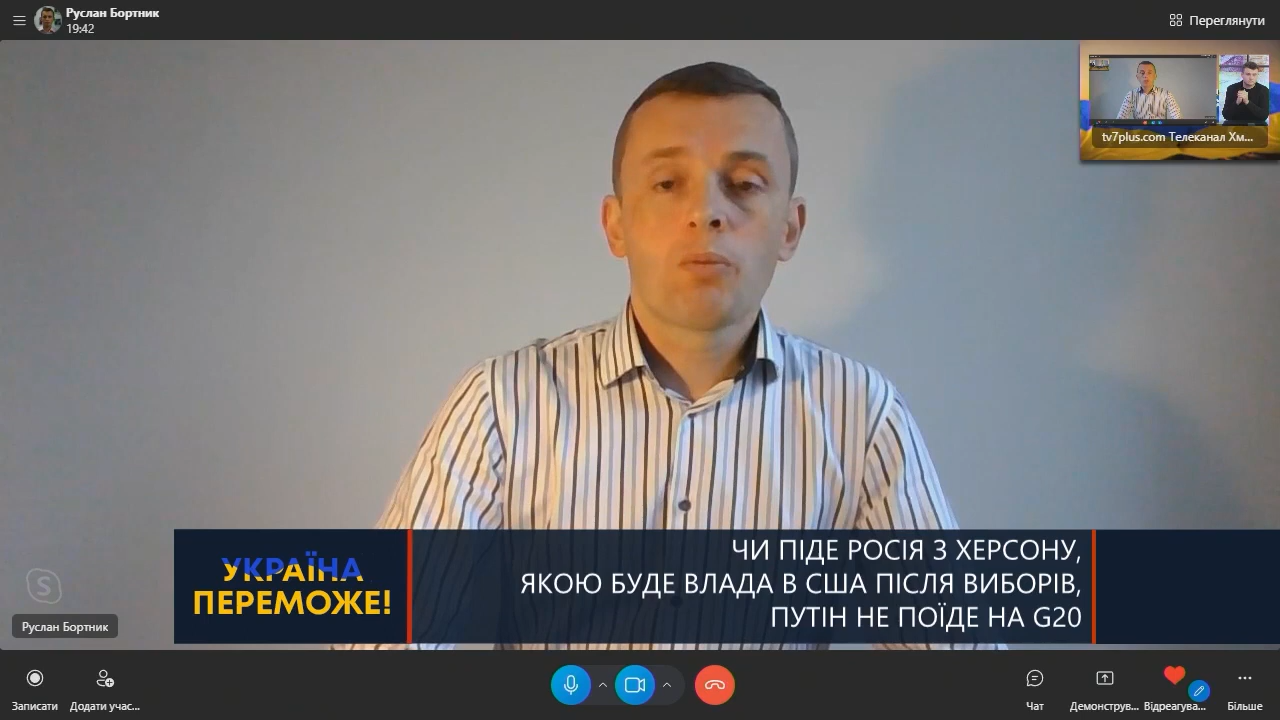 Руслан Бортник
19:42
Переглянути
tv7plus.com Телеканал Хм...
УКРАЇНА
ПЕРЕМОЖЕ!
ЧИ ПІДЕ РОСІЯ З ХЕРСОНУ,
ЯКОЮ БУДЕ ВЛАДА В США ПІСЛЯ ВИБОРІВ,
ПУТІН НЕ ПОЇДЕ НА G20
S
Руслан Бортник
Записати
Додати учас...
Чат
Демонструв...
Відреагува...
Більше